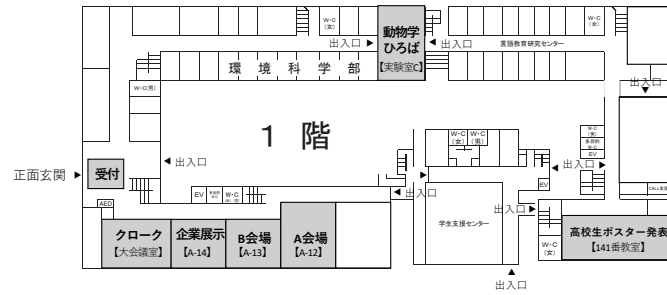 W・C
(女)
動物学
ひろば
【実験室C】
出入口
出入口
言語教育研究センター
W・C
(女)
環境科学部
出入口
W・C(男)
1 階
W・C
(女)
W・C
(男)
W・C
(男)
多目的
W・C
EV
出入口
出入口
正面玄関
受付
AED
EV
W・C
出入口
EV
CALL支援
学生支援センター
出入口
クローク
【大会議室】
企業展示
【A-14】
B会場
【A-13】
A会場
【A-12】
W・C
(女)
高校生ポスター発表
【141番教室】
出入口